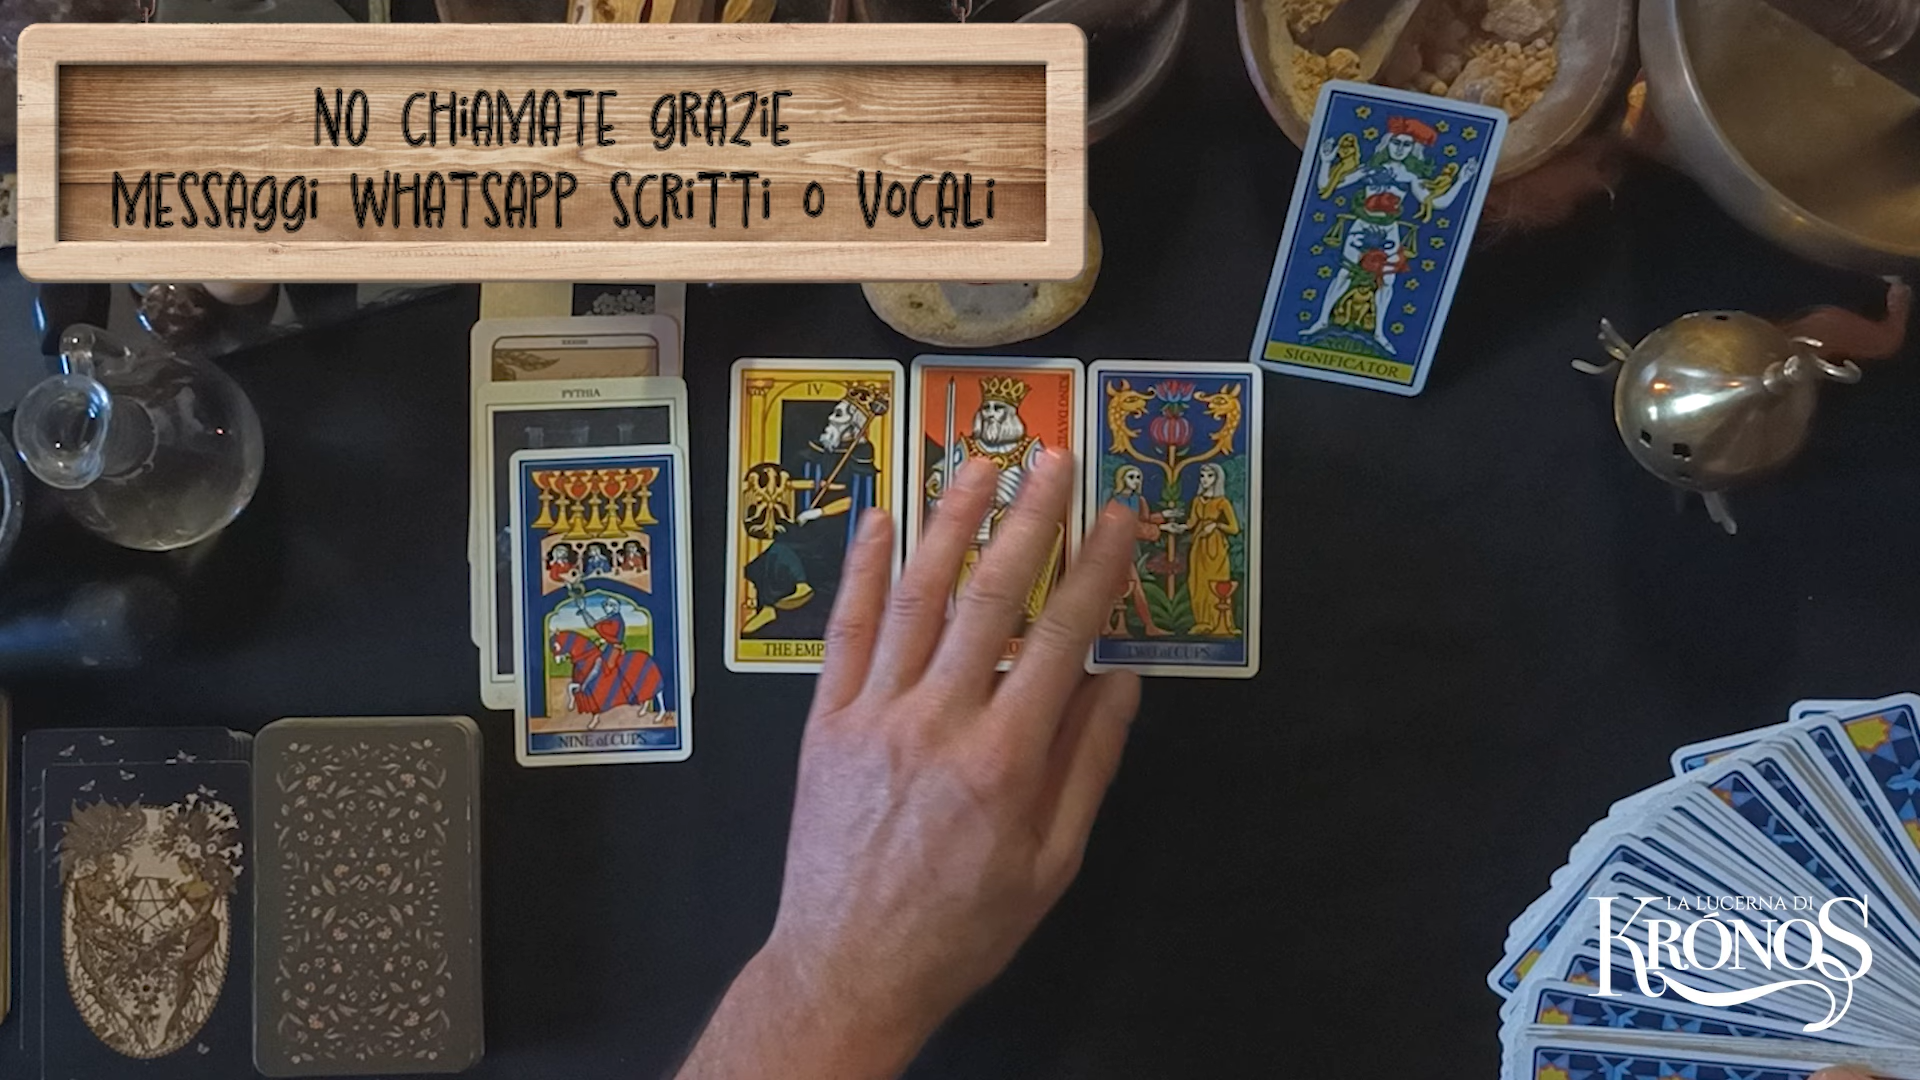 NO CHiAMATE gRAZiE
MESSAggi WHATSAPP SCRiTTi o VoCALi
SIGNIFICATOR
PYTHIA
IV
THE EMP
TWO of CUPS
NINE of CUPS
LA LUCERNA DI
KRÓNOS